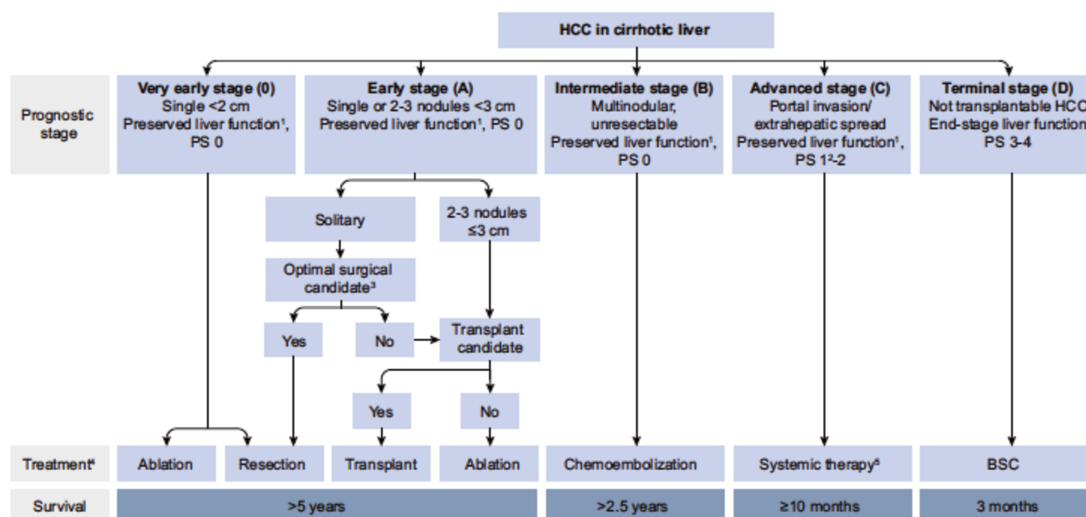 HCC in cirrhotic liver
Prognostic
stage
Very early stage (0)
Single <2 cm
Preserved liver function¹,
PS 0
Early stage (A)
Single or 2-3 nodules <3 cm
Preserved liver function¹, PS 0
Intermediate stage (B)
Multinodular,
unresectable
Preserved liver function¹,
PS 0
Advanced stage (C)
Portal invasion/
extrahepatic spread
Preserved liver function¹,
PS 1²-2
Terminal stage (D)
Not transplantable HCC
End-stage liver function
PS 3-4
Solitary
2-3 nodules
≤3 cm
Optimal surgical
candidate³
Yes
No
Transplant
candidate
Yes
No
Treatment⁴
Ablation
Resection
Transplant
Ablation
Chemoembolization
Systemic therapy⁵
BSC
Survival
>5 years
>2.5 years
≥10 months
3 months